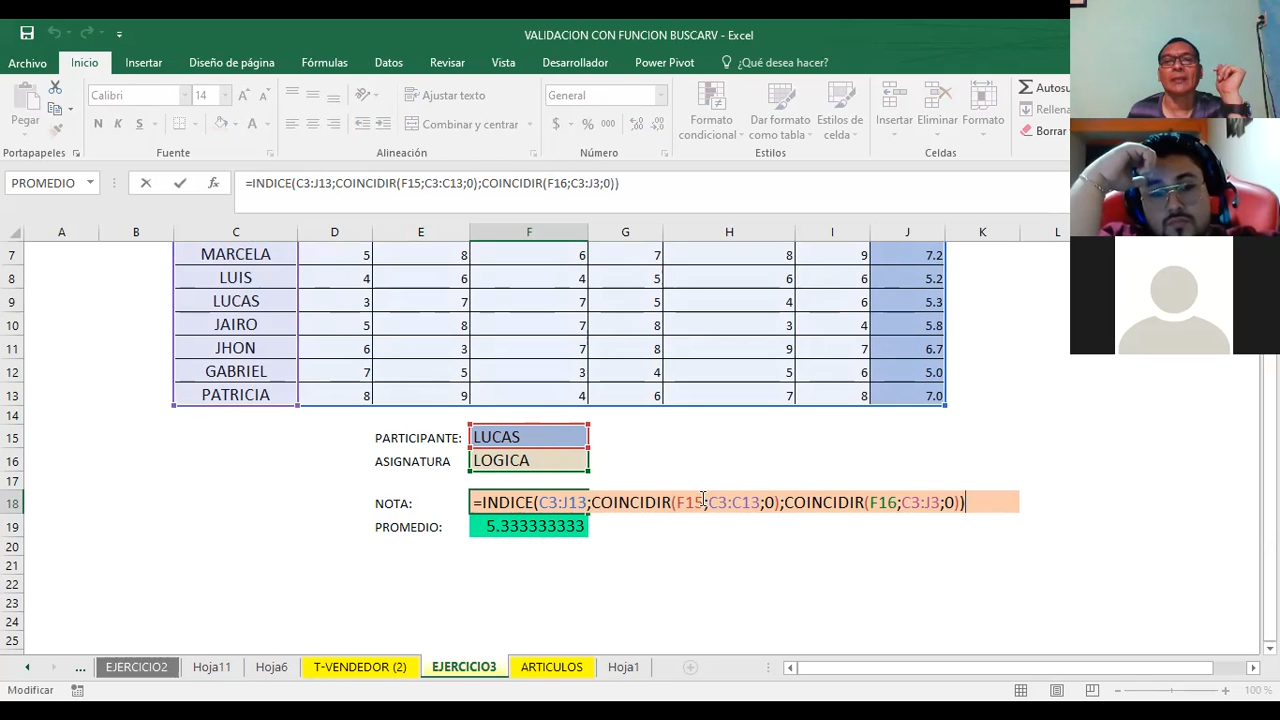 VALIDACION CON FUNCION BUSCARV - Excel
Archivo Inicio Insertar Diseño de página Fórmulas Datos Revisar Vista Desarrollador Power Pivot ¿Qué desea hacer?
Pegar Calibri 14 Ajustar texto General Formato condicional Dar formato como tabla Estilos de celda Insertar Eliminar Formato Autosu
N K S Combinar y centrar $ % 000 Rellena
Borrar
Portapapeles Fuente Alineación Número Estilos Celdas
PROMEDIO fx =INDICE(C3:J13;COINCIDIR(F15;C3:C13;0);COINCIDIR(F16;C3:J3;0))
A B C D E F G H I J K L
7 MARCELA 5 8 6 7 8 9 7.2
8 LUIS 4 6 4 5 6 6 5.2
9 LUCAS 3 7 7 5 4 6 5.3
10 JAIRO 5 8 7 8 3 4 5.8
11 JHON 6 3 7 8 9 7 6.7
12 GABRIEL 7 5 3 4 5 6 5.0
13 PATRICIA 8 9 4 6 7 8 7.0
14
15 PARTICIPANTE: LUCAS
16 ASIGNATURA LOGICA
17
18 NOTA: =INDICE(C3:J13;COINCIDIR(F15;C3:C13;0);COINCIDIR(F16;C3:J3;0))
19 PROMEDIO: 5.333333333
20
21
22
23
24
25
... EJERCICIO2 Hoja11 Hoja6 T-VENDEDOR (2) EJERCICIO3 ARTICULOS Hoja1
Modificar 100 %